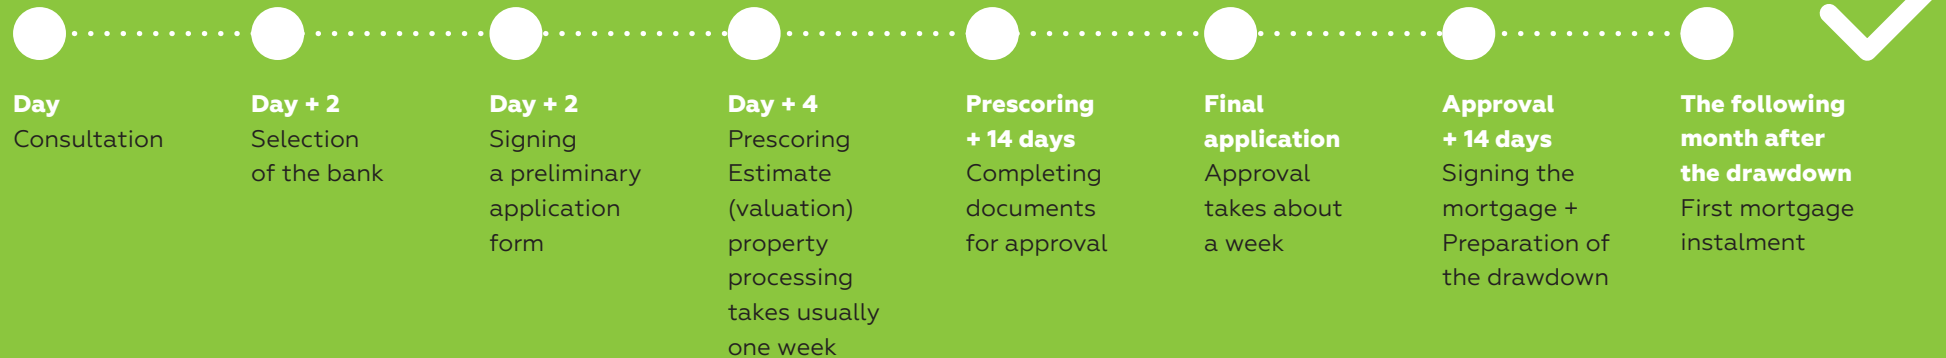 Day
Consultation
Day + 2
Selection
of the bank
Day + 2
Signing
a preliminary
application
form
Day + 4
Prescoring
Estimate
(valuation)
property
processing
takes usually
one week
Prescoring
+ 14 days
Completing
documents
for approval
Final
application
Approval
takes about
a week
Approval
+ 14 days
Signing the
mortgage +
Preparation of
the drawdown
The following
month after
the drawdown
First mortgage
instalment